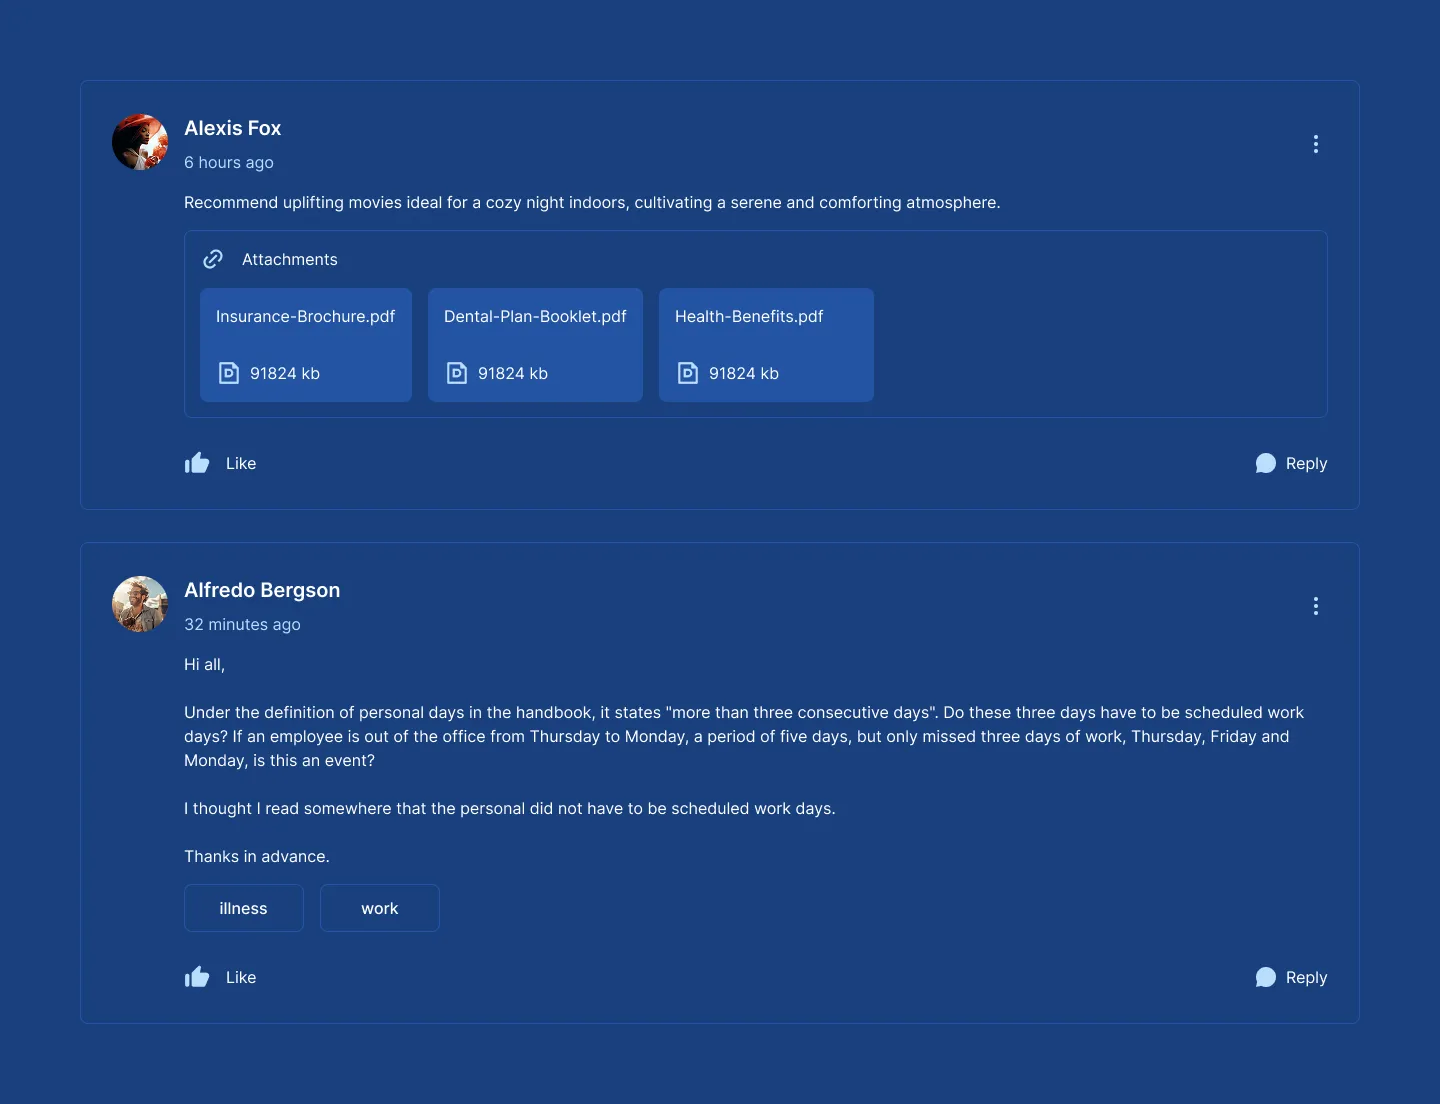 Alexis Fox
6 hours ago
Recommend uplifting movies ideal for a cozy night indoors, cultivating a serene and comforting atmosphere.
Attachments
Insurance-Brochure.pdf
Dental-Plan-Booklet.pdf
Health-Benefits.pdf
91824 kb
91824 kb
91824 kb
Like
Reply
Alfredo Bergson
32 minutes ago
Hi all,
Under the definition of personal days in the handbook, it states "more than three consecutive days". Do these three days have to be scheduled work
days? If an employee is out of the office from Thursday to Monday, a period of five days, but only missed three days of work, Thursday, Friday and
Monday, is this an event?
I thought I read somewhere that the personal did not have to be scheduled work days.
Thanks in advance.
illness
work
Like
Reply